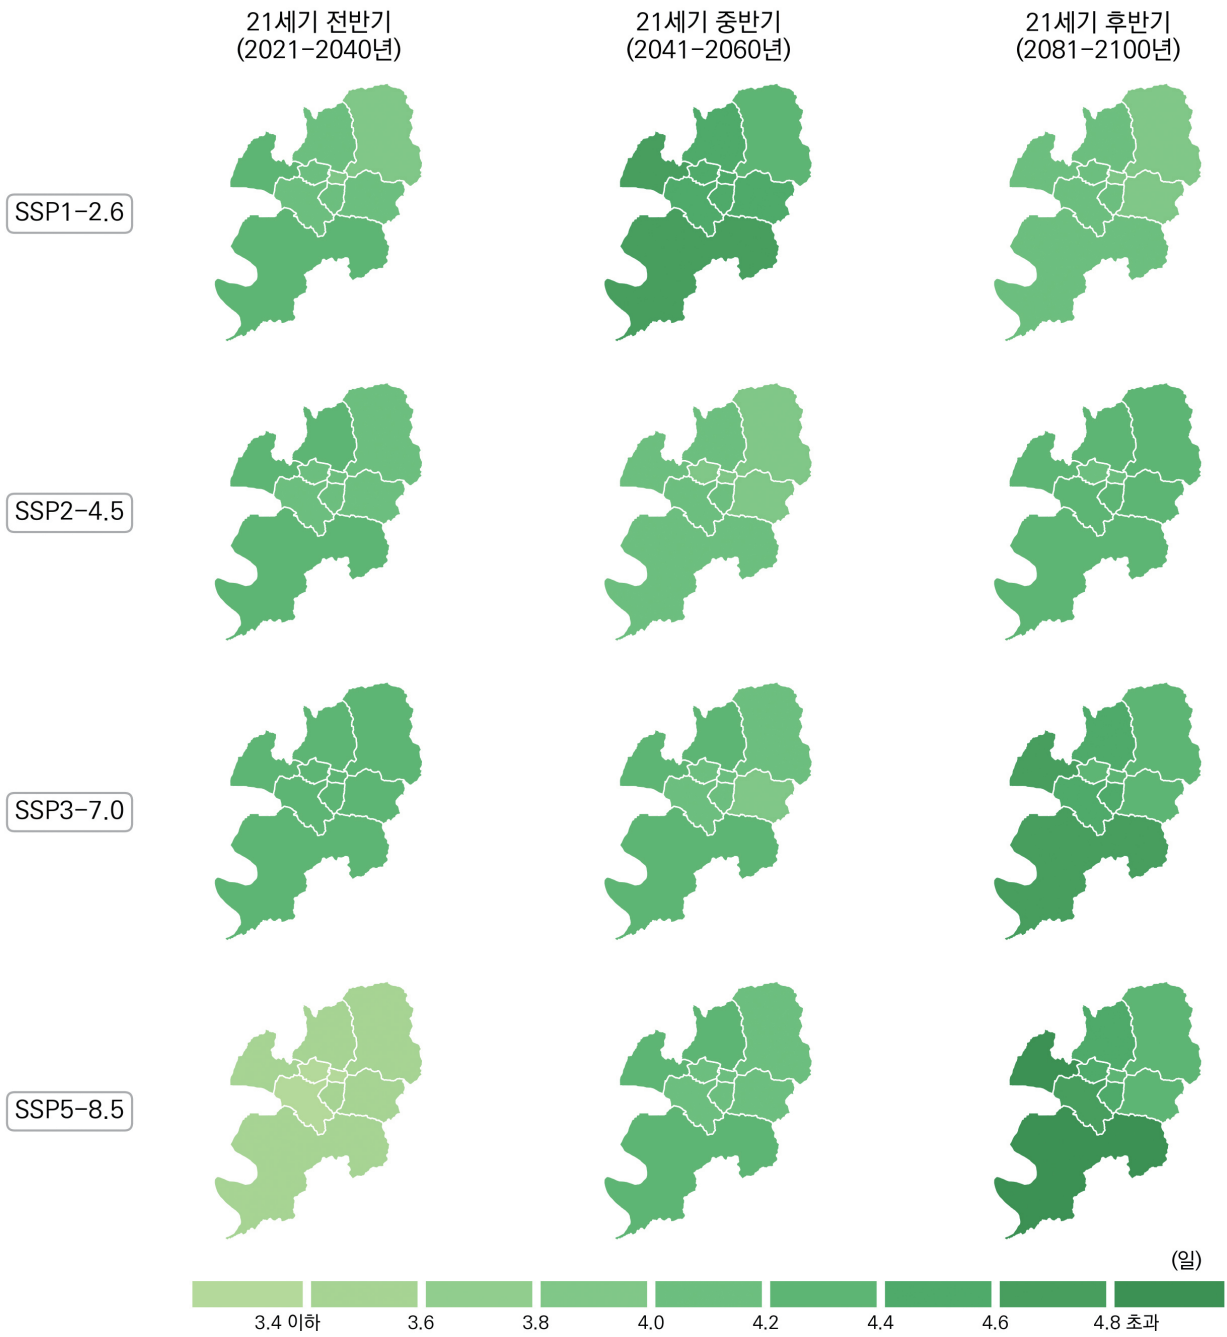 21세기 전반기
(2021-2040년)
21세기 중반기
(2041-2060년)
21세기 후반기
(2081-2100년)
SSP1-2.6
SSP2-4.5
SSP3-7.0
SSP5-8.5
(일)
3.4 이하 3.6 3.8 4.0 4.2 4.4 4.6 4.8 초과